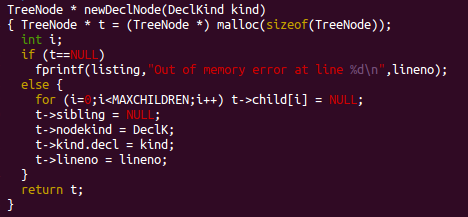 TreeNode * newDeclNode(DeclKind kind)
{ TreeNode * t = (TreeNode *) malloc(sizeof(TreeNode));
  int i;
  if (t==NULL)
    fprintf(listing,"Out of memory error at line %d\n",lineno);
  else {
    for (i=0;i<MAXCHILDREN;i++) t->child[i] = NULL;
    t->sibling = NULL;
    t->nodekind = DeclK;
    t->kind.decl = kind;
    t->lineno = lineno;
  }
  return t;
}